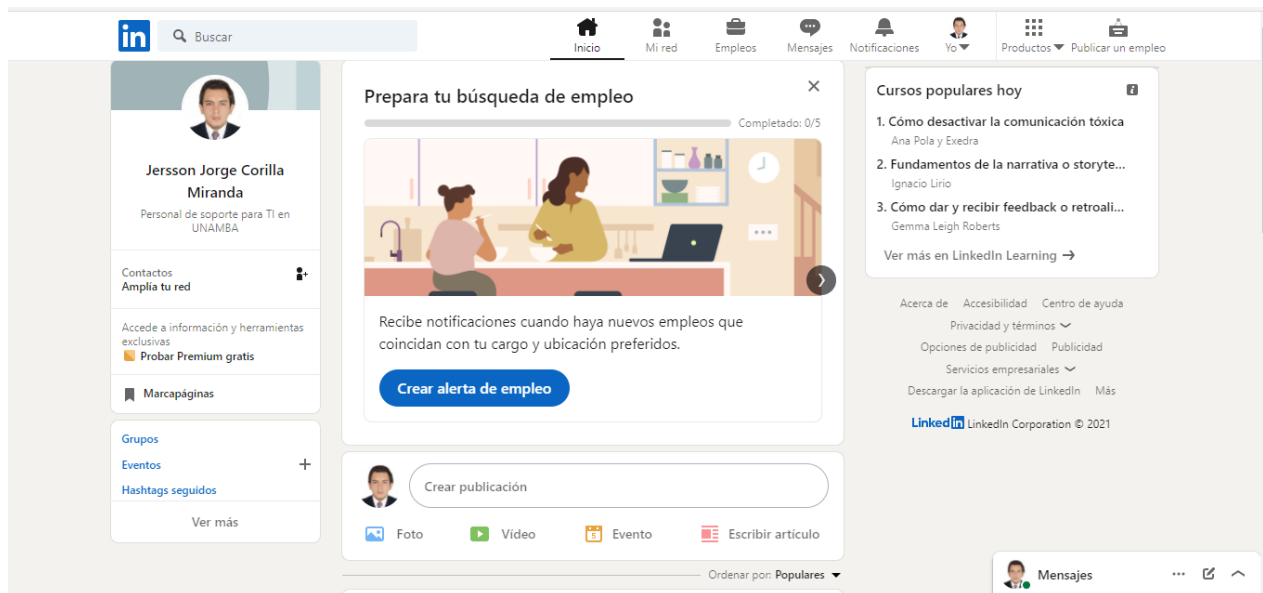 in
Buscar
Inicio
Mi red
Empleos
Mensajes
Notificaciones
Yo
Productos
Publicar un empleo
Jersson Jorge Corilla
Miranda
Personal de soporte para TI en
UNAMBA
Contactos
Amplía tu red
Accede a información y herramientas
exclusivas
Probar Premium gratis
Marcapáginas
Grupos
Eventos
Hashtags seguidos
Ver más
Prepara tu búsqueda de empleo
Completado: 0/5
Recibe notificaciones cuando haya nuevos empleos que
coincidan con tu cargo y ubicación preferidos.
Crear alerta de empleo
Crear publicación
Foto
Vídeo
5
Evento
Escribir artículo
Ordenar por: Populares
Cursos populares hoy
1. Cómo desactivar la comunicación tóxica
Ana Pola y Exedra
2. Fundamentos de la narrativa o storyte...
Ignacio Lirio
3. Cómo dar y recibir feedback o retroali...
Gemma Leigh Roberts
Ver más en LinkedIn Learning →
Acerca de Accesibilidad Centro de ayuda
Privacidad y términos
Opciones de publicidad Publicidad
Servicios empresariales
Descargar la aplicación de LinkedIn Más
LinkedIn LinkedIn Corporation © 2021
Mensajes